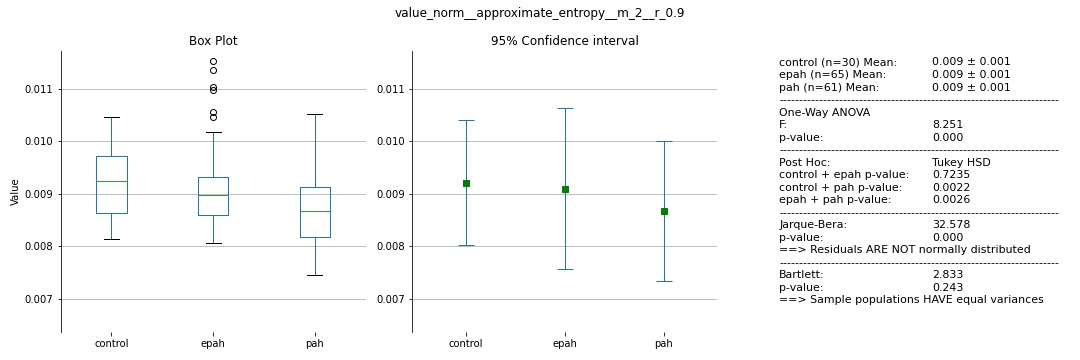 value_norm__approximate_entropy__m_2__r_0.9
Box Plot
Value
0.011
0.010
0.009
0.008
0.007
control
epah
pah
95% Confidence interval
0.011
0.010
0.009
0.008
0.007
control
epah
pah
control (n=30) Mean: 0.009 ± 0.001
epah (n=65) Mean: 0.009 ± 0.001
pah (n=61) Mean: 0.009 ± 0.001
One-Way ANOVA
F: 8.251
p-value: 0.000
Post Hoc: Tukey HSD
control + epah p-value: 0.7235
control + pah p-value: 0.0022
epah + pah p-value: 0.0026
Jarque-Bera: 32.578
p-value: 0.000
==> Residuals ARE NOT normally distributed
Bartlett: 2.833
p-value: 0.243
==> Sample populations HAVE equal variances